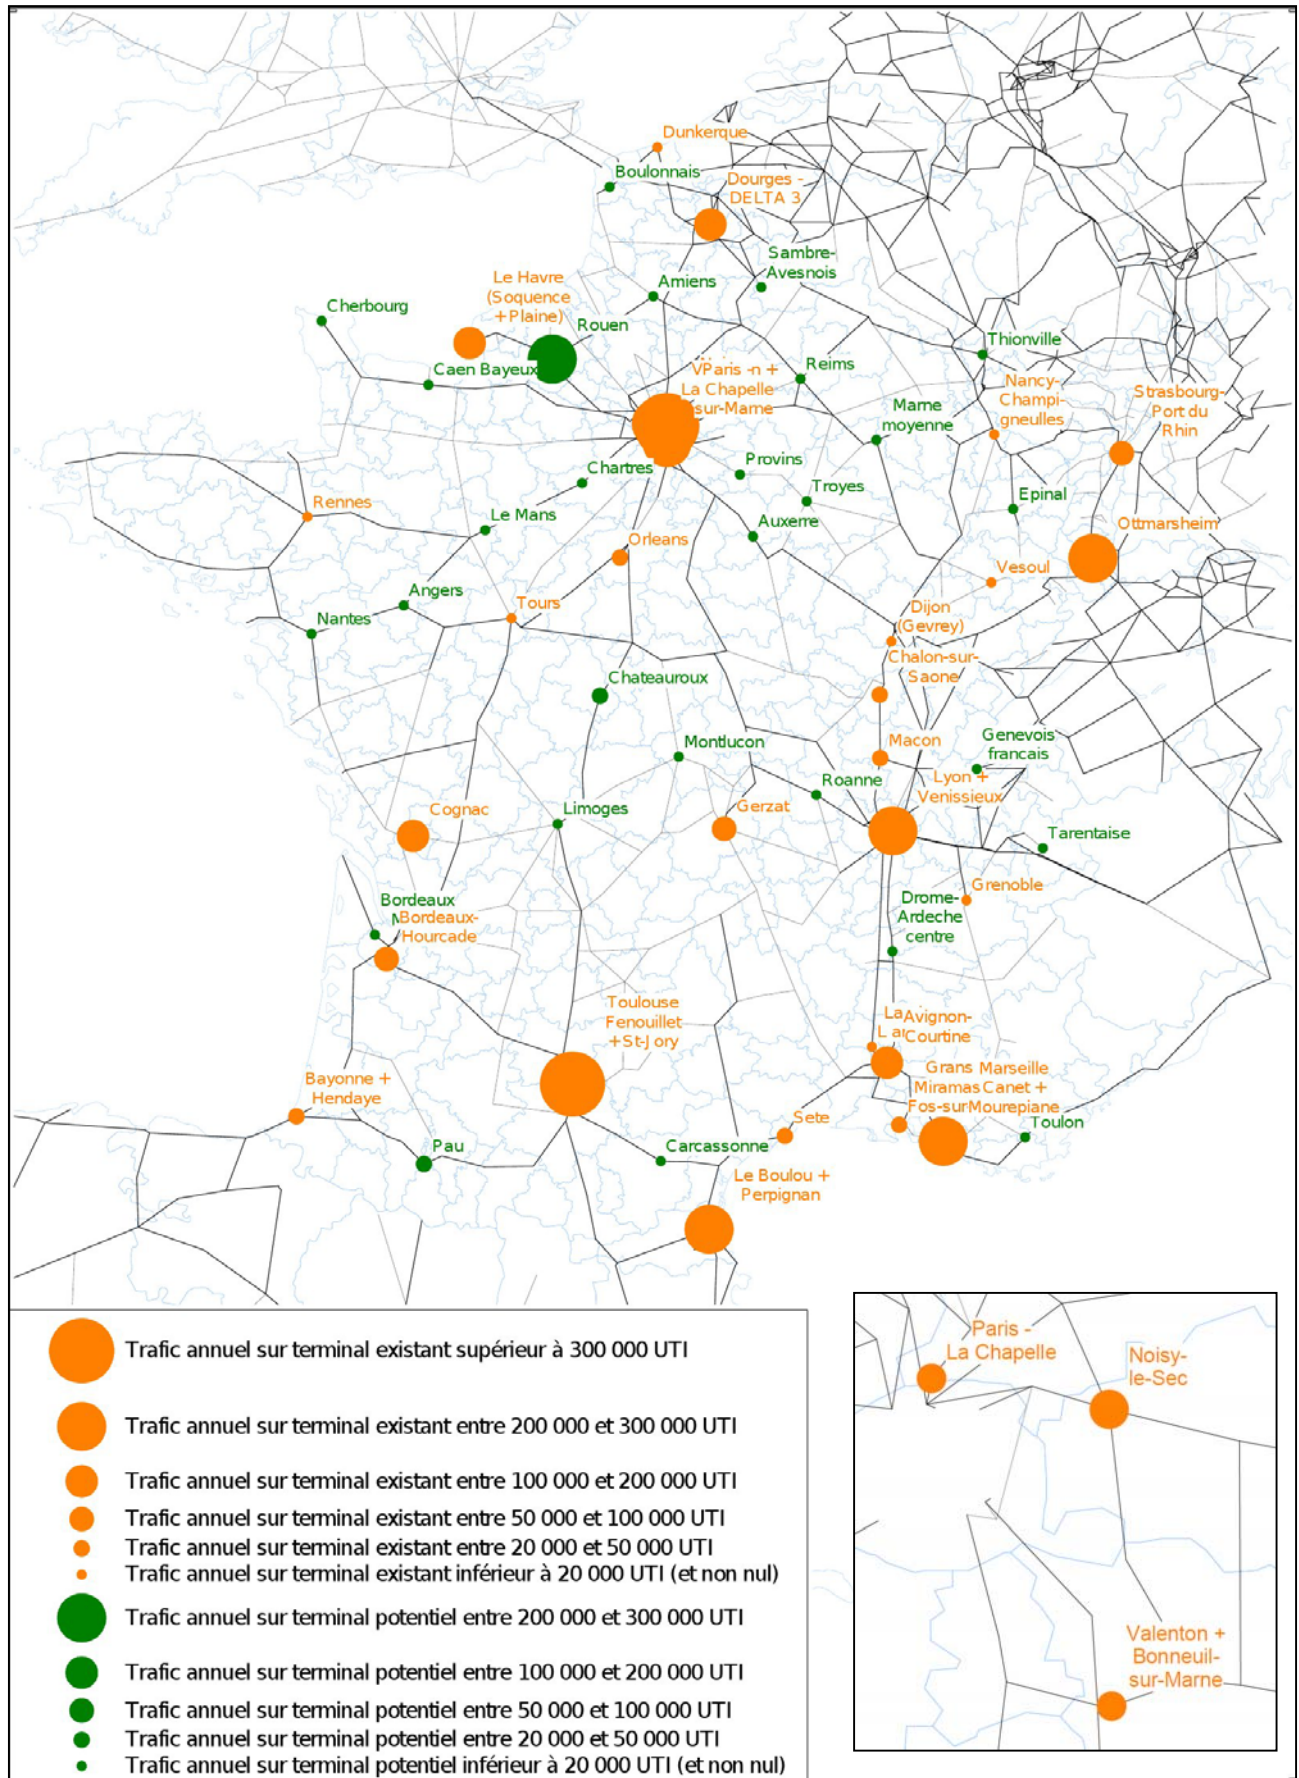 Dunkerque
Boulonnais
Dourges -
DELTA 3
Sambre-
Avesnois
Le Havre
(Soquence
+Plaine)
Amiens
Cherbourg
Rouen
Thionville
Caen Bayeux
Paris -n +
La Chapelle
sur-Marne
Reims
Nancy-
Champi-
gneulles
Strasbourg-
Port du
Rhin
Marne
moyenne
Chartres
Provins
Troyes
Epinal
Rennes
Le Mans
Auxerre
Ottmarsheim
Orleans
Vesoul
Angers
Tours
Dijon
(Gevrey)
Nantes
Chalon-sur-
Saone
Chateauroux
Montlucon
Macon
Genevois
francais
Roanne
Lyon +
Venissieux
Cognac
Limoges
Gerzat
Tarentaise
Grenoble
Bordeaux
Bordeaux-
Hourcade
Drome-
Ardeche
centre
Toulouse
Fenouillet
+St-Jory
Avignon-
Courtine
Bayonne +
Hendaye
Grans Marseille
Miramas Canet +
Fos-sur Mourepiane
Sete
Toulon
Pau
Carcassonne
Le Boulou +
Perpignan
Trafic annuel sur terminal existant supérieur à 300 000 UTI
Trafic annuel sur terminal existant entre 200 000 et 300 000 UTI
Trafic annuel sur terminal existant entre 100 000 et 200 000 UTI
Trafic annuel sur terminal existant entre 50 000 et 100 000 UTI
Trafic annuel sur terminal existant entre 20 000 et 50 000 UTI
Trafic annuel sur terminal existant inférieur à 20 000 UTI (et non nul)
Trafic annuel sur terminal potentiel entre 200 000 et 300 000 UTI
Trafic annuel sur terminal potentiel entre 100 000 et 200 000 UTI
Trafic annuel sur terminal potentiel entre 50 000 et 100 000 UTI
Trafic annuel sur terminal potentiel entre 20 000 et 50 000 UTI
Trafic annuel sur terminal potentiel inférieur à 20 000 UTI (et non nul)
Paris -
La Chapelle
Noisy-
le-Sec
Valenton +
Bonneuil-
sur-Marne